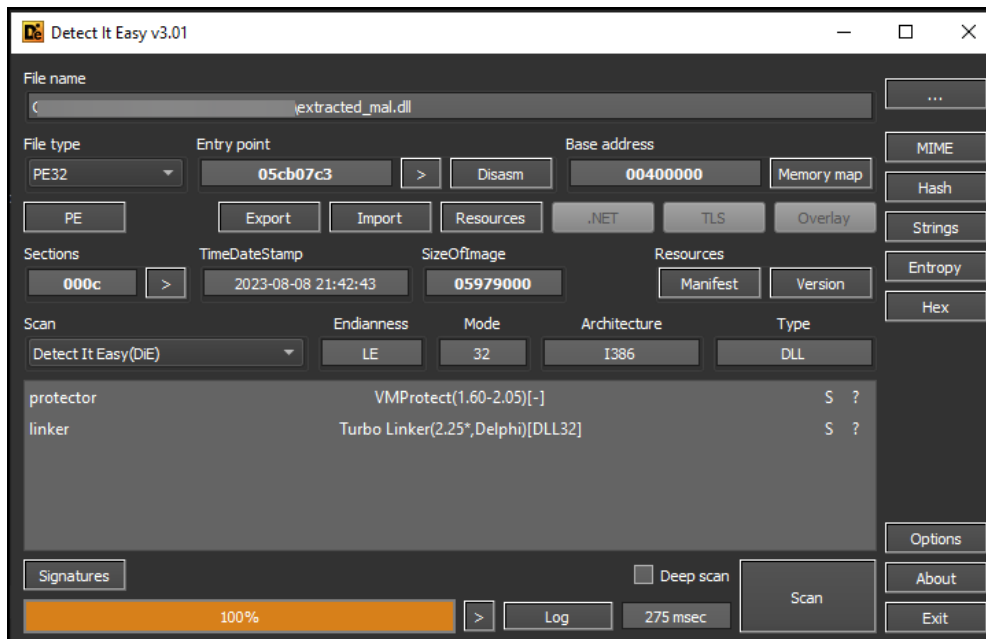 Detect It Easy v3.01
File name
\extracted_mal.dll
...
File type
Entry point
Base address
MIME
PE32
05cb07c3
>
Disasm
00400000
Memory map
Hash
PE
Export
Import
Resources
.NET
TLS
Overlay
Strings
Sections
TimeDateStamp
SizeOfImage
Resources
Entropy
000c
>
2023-08-08 21:42:43
05979000
Manifest
Version
Hex
Scan
Endianness
Mode
Architecture
Type
Detect It Easy(DiE)
LE
32
I386
DLL
protector VMProtect(1.60-2.05)[-] S ?
linker Turbo Linker(2.25*,Delphi)[DLL32] S ?
Options
Signatures
Deep scan
About
Scan
100%
>
Log
275 msec
Exit